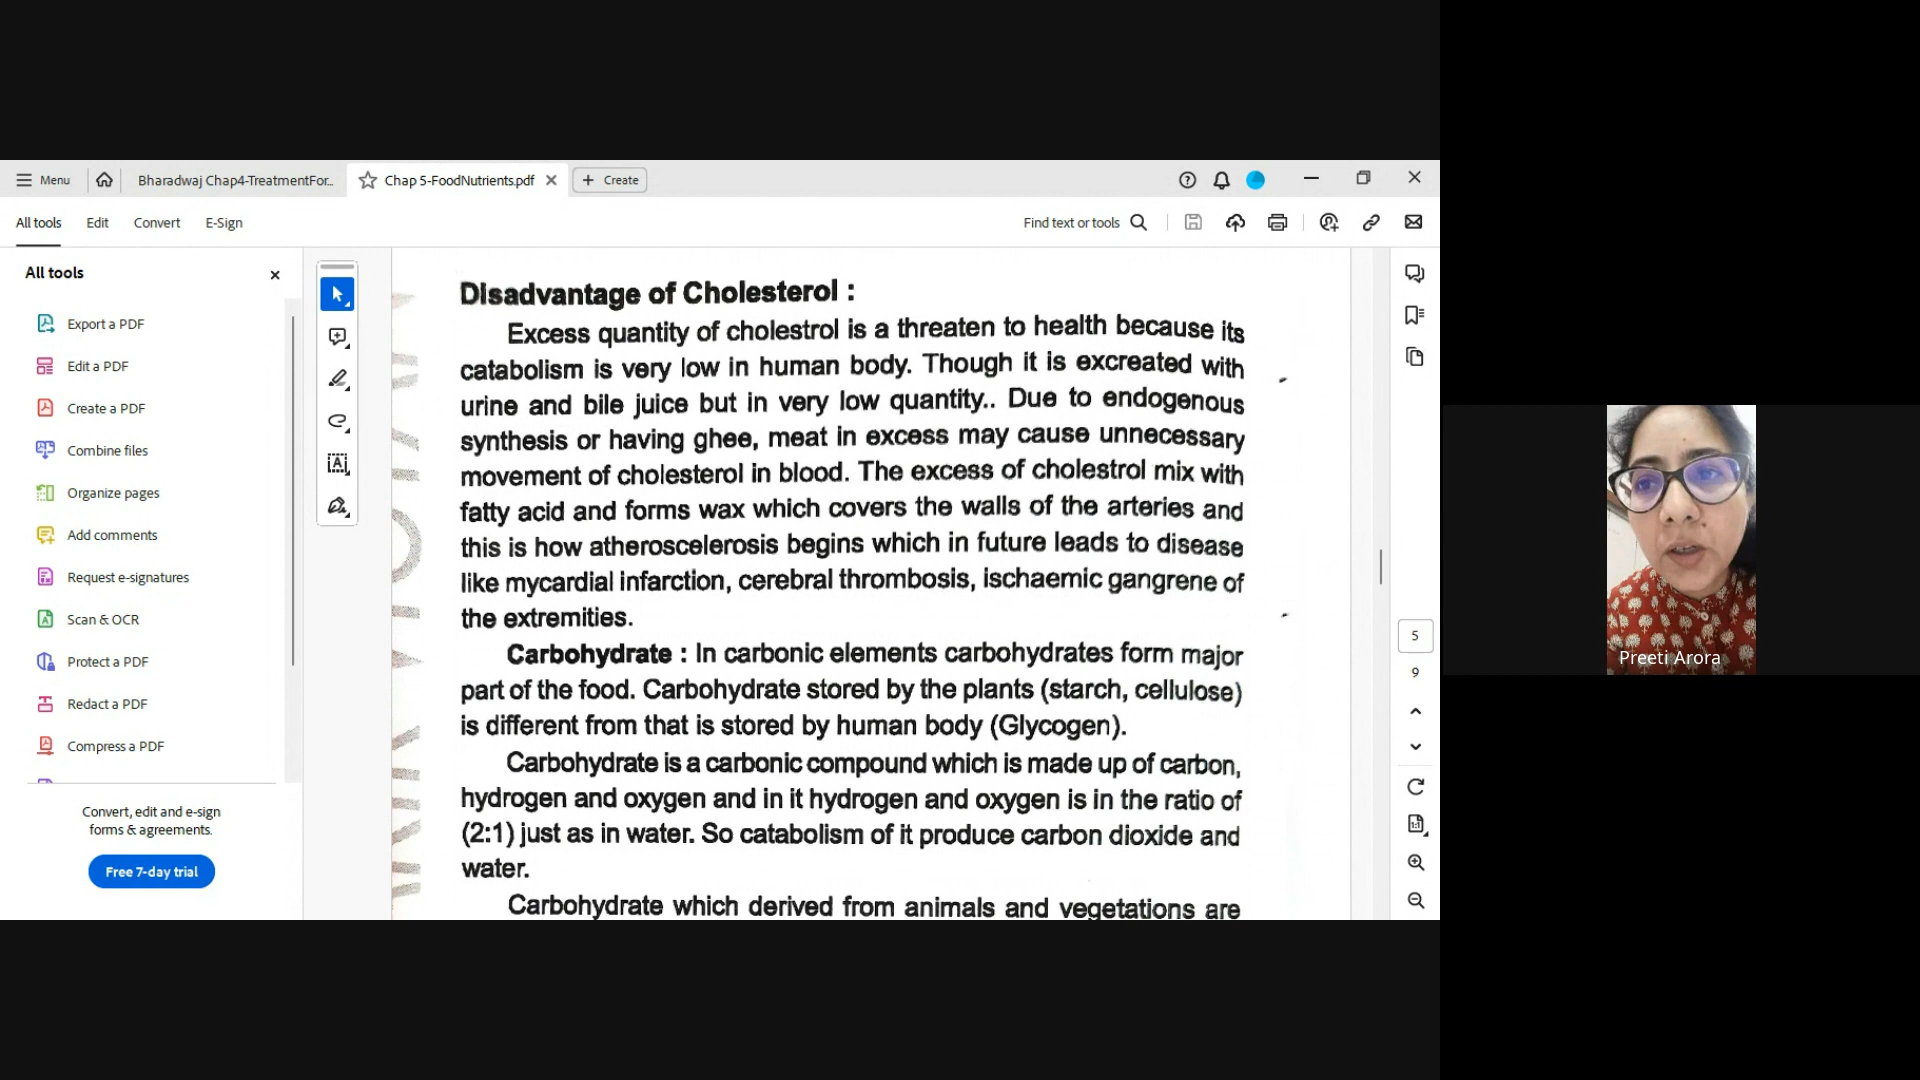 Menu
Bharadwaj Chap4-TreatmentFor...
Chap 5-FoodNutrients.pdf
Create
All tools
Edit
Convert
E-Sign
Find text or tools
All tools
Export a PDF
Edit a PDF
Create a PDF
Combine files
Organize pages
Add comments
Request e-signatures
Scan & OCR
Protect a PDF
Redact a PDF
Compress a PDF
Convert, edit and e-sign
forms & agreements.
Free 7-day trial
Disadvantage of Cholesterol :
Excess quantity of cholestrol is a threaten to health because its
catabolism is very low in human body. Though it is excreated with
urine and bile juice but in very low quantity.. Due to endogenous
synthesis or having ghee, meat in excess may cause unnecessary
movement of cholesterol in blood. The excess of cholestrol mix with
fatty acid and forms wax which covers the walls of the arteries and
this is how atheroscelerosis begins which in future leads to disease
like mycardial infarction, cerebral thrombosis, ischaemic gangrene of
the extremities.
Carbohydrate : In carbonic elements carbohydrates form major
part of the food. Carbohydrate stored by the plants (starch, cellulose)
is different from that is stored by human body (Glycogen).
Carbohydrate is a carbonic compound which is made up of carbon,
hydrogen and oxygen and in it hydrogen and oxygen is in the ratio of
(2:1) just as in water. So catabolism of it produce carbon dioxide and
water.
Carbohydrate which derived from animals and vegetations are
5
9
Preeti Arora